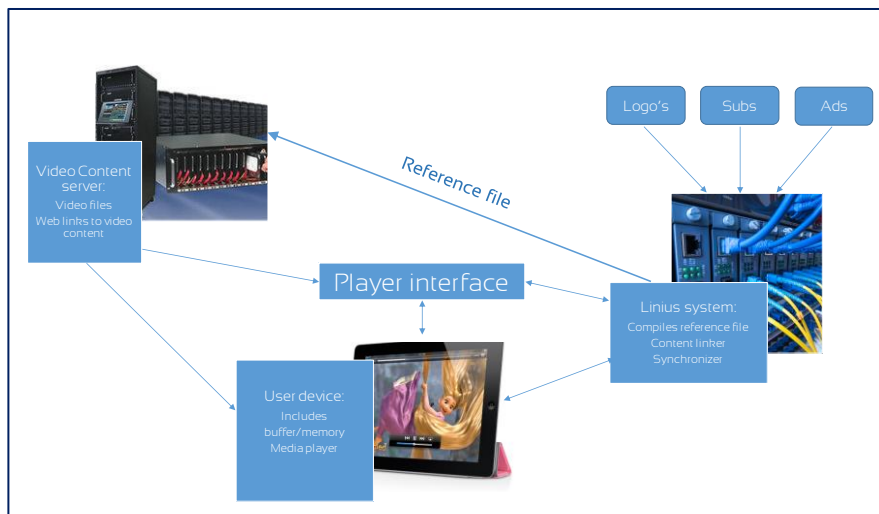 Logo's
Subs
Ads
Reference file
Video Content
server:
Video files
Web links to video
content
Player interface
Linius system:
Compiles reference file
Content linker
Synchronizer
User device:
Includes
buffer/memory
Media player